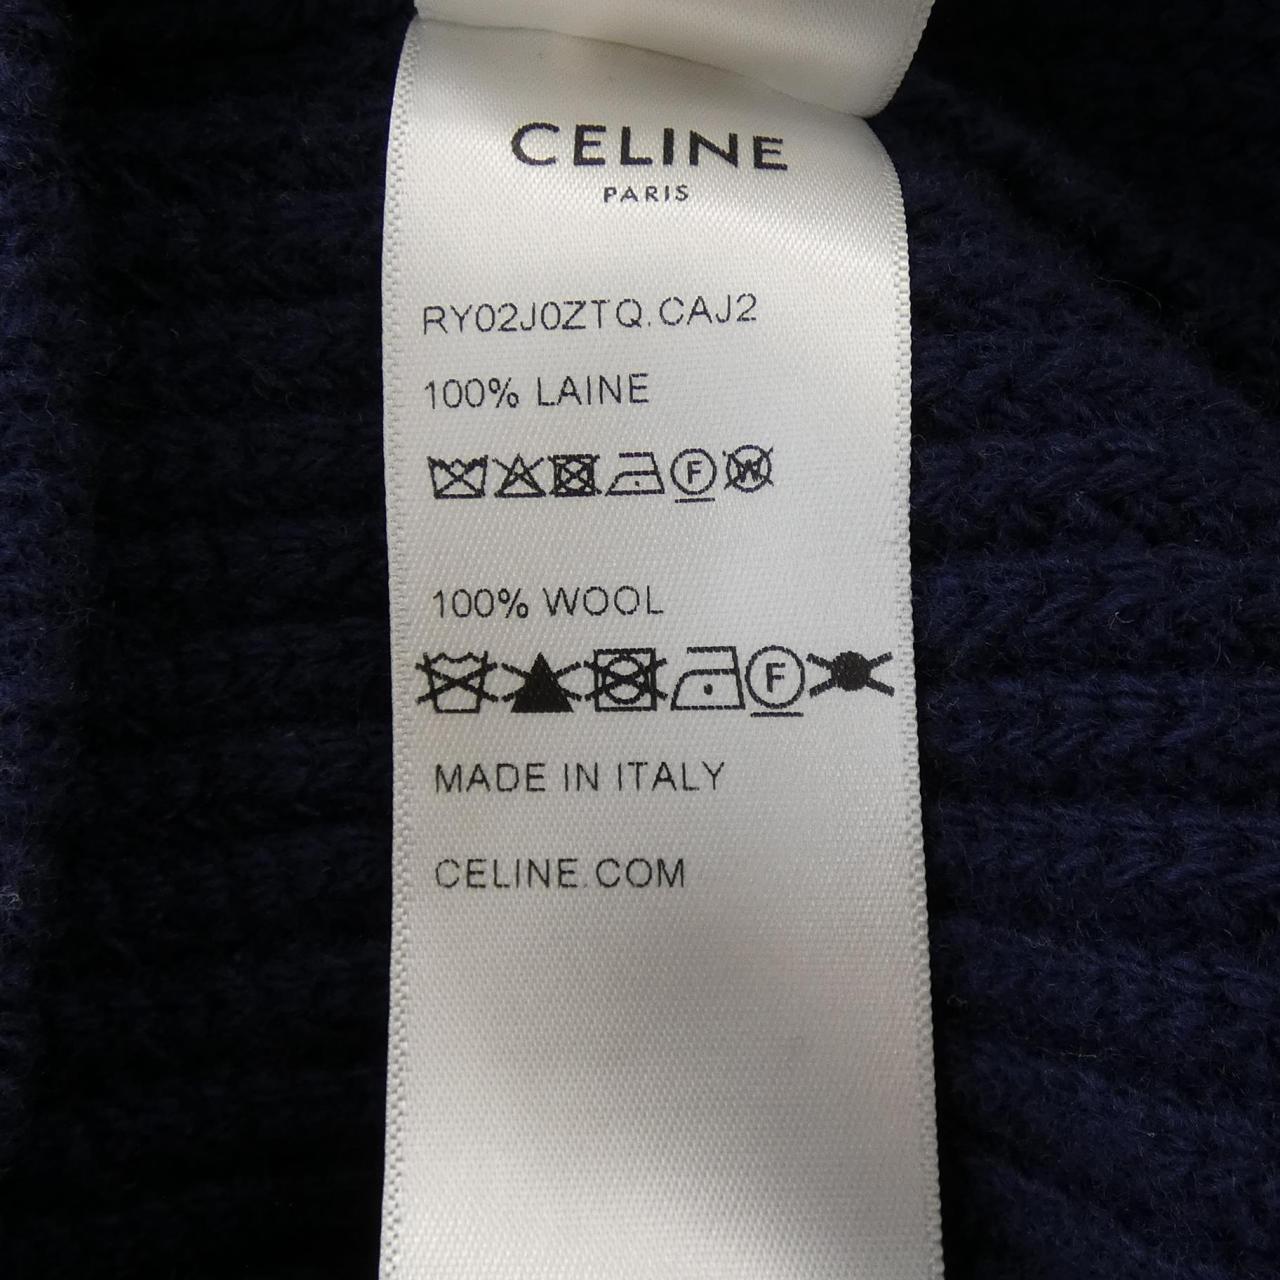 CELINE
PARIS
RY02J0ZTQ.CAJ2
100% LAINE
F W
100% WOOL
F
MADE IN ITALY
CELINE.COM